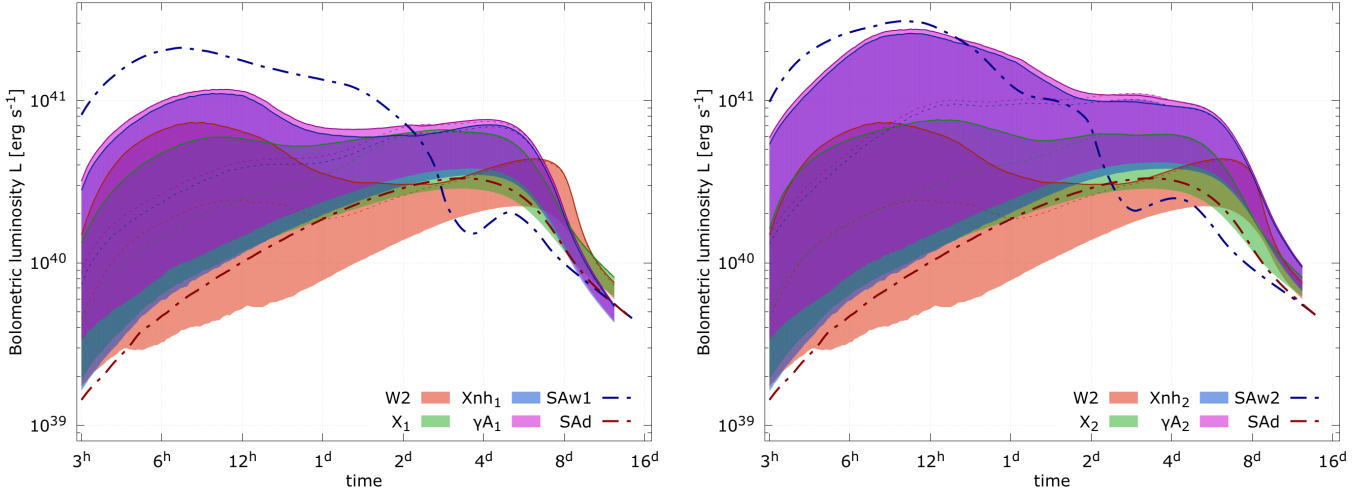 Bolometric luminosity L [erg s⁻¹]
10⁴¹
10⁴⁰
10³⁹
W2
Xnh₁
SAw1
X₁
γA₁
SAd
3ʰ 6ʰ 12ʰ 1ᵈ 2ᵈ 4ᵈ 8ᵈ 16ᵈ
time
Bolometric luminosity L [erg s⁻¹]
10⁴¹
10⁴⁰
10³⁹
W2
Xnh₂
SAw2
X₂
γA₂
SAd
3ʰ 6ʰ 12ʰ 1ᵈ 2ᵈ 4ᵈ 8ᵈ 16ᵈ
time